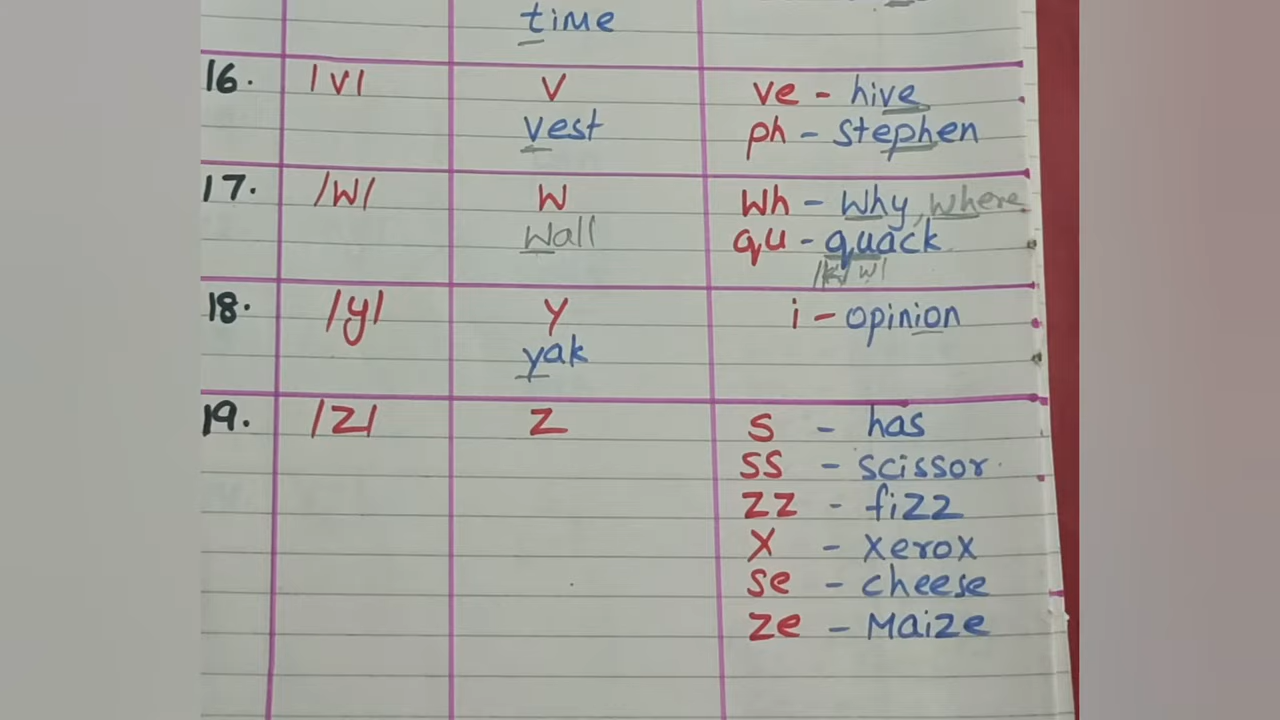 time
16. /v/ v ve - hive
vest ph - Stephen
17. /w/ w wh - why, where
wall qu - quack
/k/ w/
18. /y/ y i - opinion
yak
19. /z/ z s - has
ss - scissor
zz - fizz
x - xerox
se - cheese
ze - Maize